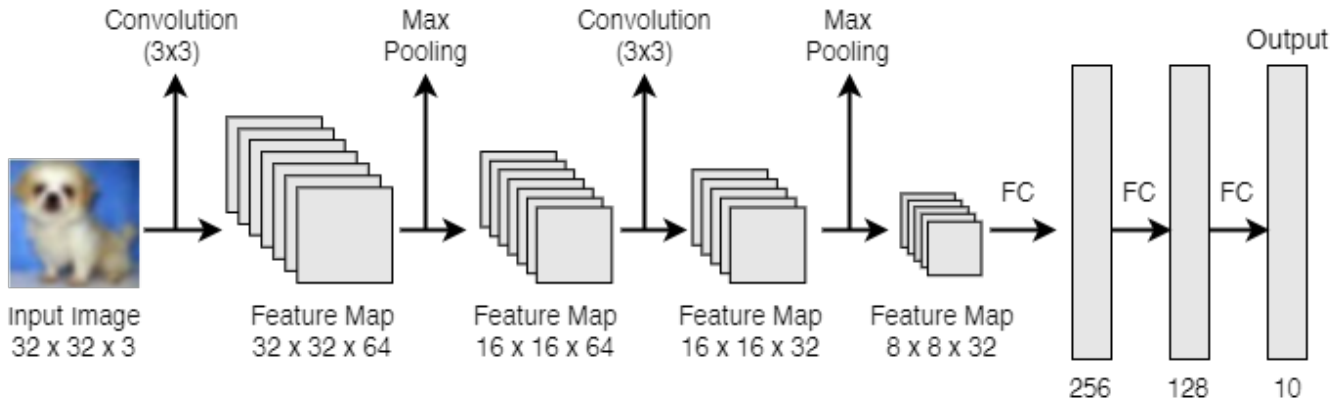 Convolution
(3x3)
Max
Pooling
Convolution
(3x3)
Max
Pooling
Output
FC
FC
FC
Input Image
32 x 32 x 3
Feature Map
32 x 32 x 64
Feature Map
16 x 16 x 64
Feature Map
16 x 16 x 32
Feature Map
8 x 8 x 32
256
128
10